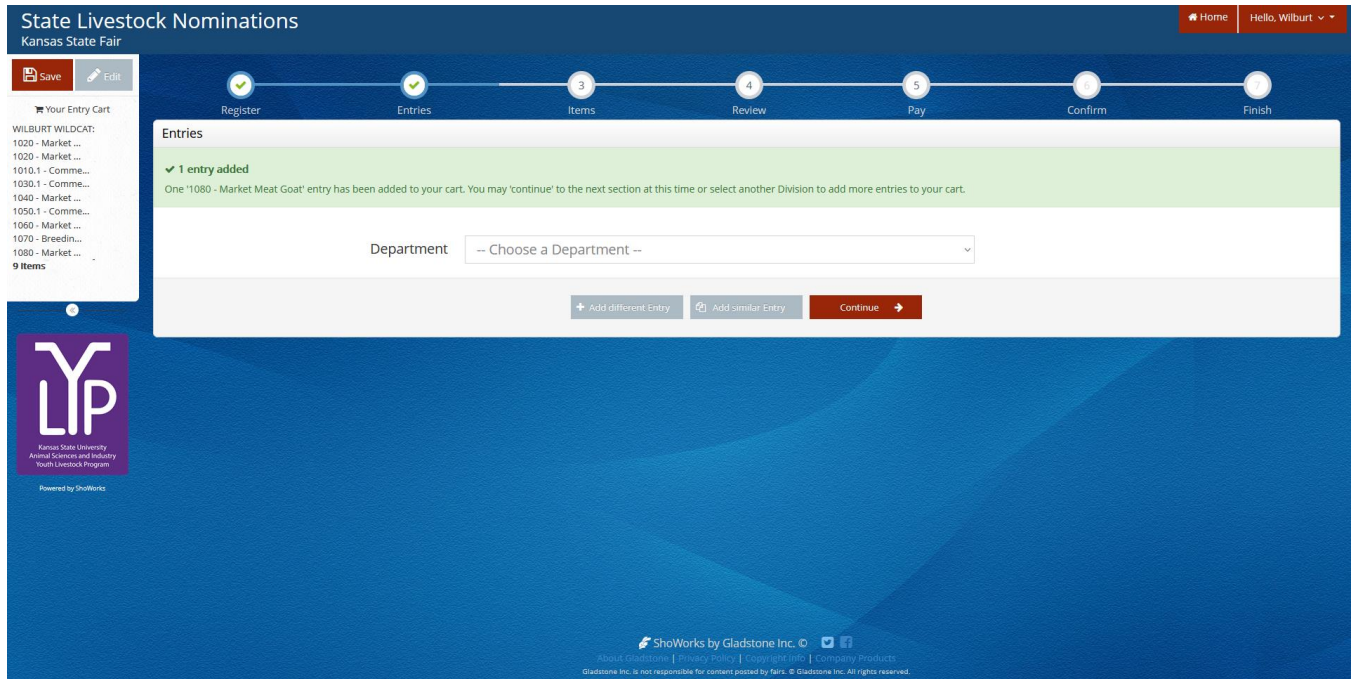 State Livestock Nominations
Kansas State Fair
Home
Hello, Wilburt
Save
Edit
Your Entry Cart
WILBURT WILDCAT:
1020 - Market ...
1020 - Market ...
1010.1 - Comme...
1030.1 - Comme...
1040 - Market ...
1050.1 - Comme...
1060 - Market ...
1070 - Breedin...
1080 - Market ...
9 Items
3
4
5
6
7
Register
Entries
Items
Review
Pay
Confirm
Finish
Entries
1 entry added
One '1080 - Market Meat Goat' entry has been added to your cart. You may 'continue' to the next section at this time or select another Division to add more entries to your cart.
Department
-- Choose a Department --
Add different Entry
Add similar Entry
Continue
YLP
Kansas State University
Animal Sciences and Industry
Youth Livestock Program
Powered by ShoWorks
ShoWorks by Gladstone Inc. ©
About Gladstone | Privacy Policy | Copyright Info | Company Products
Gladstone Inc. is not responsible for content posted by fairs. © Gladstone Inc. All rights reserved.